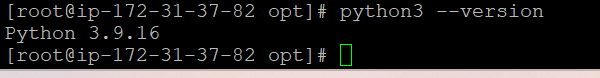 [root@ip-172-31-37-82 opt]# python3 --version
Python 3.9.16
[root@ip-172-31-37-82 opt]#